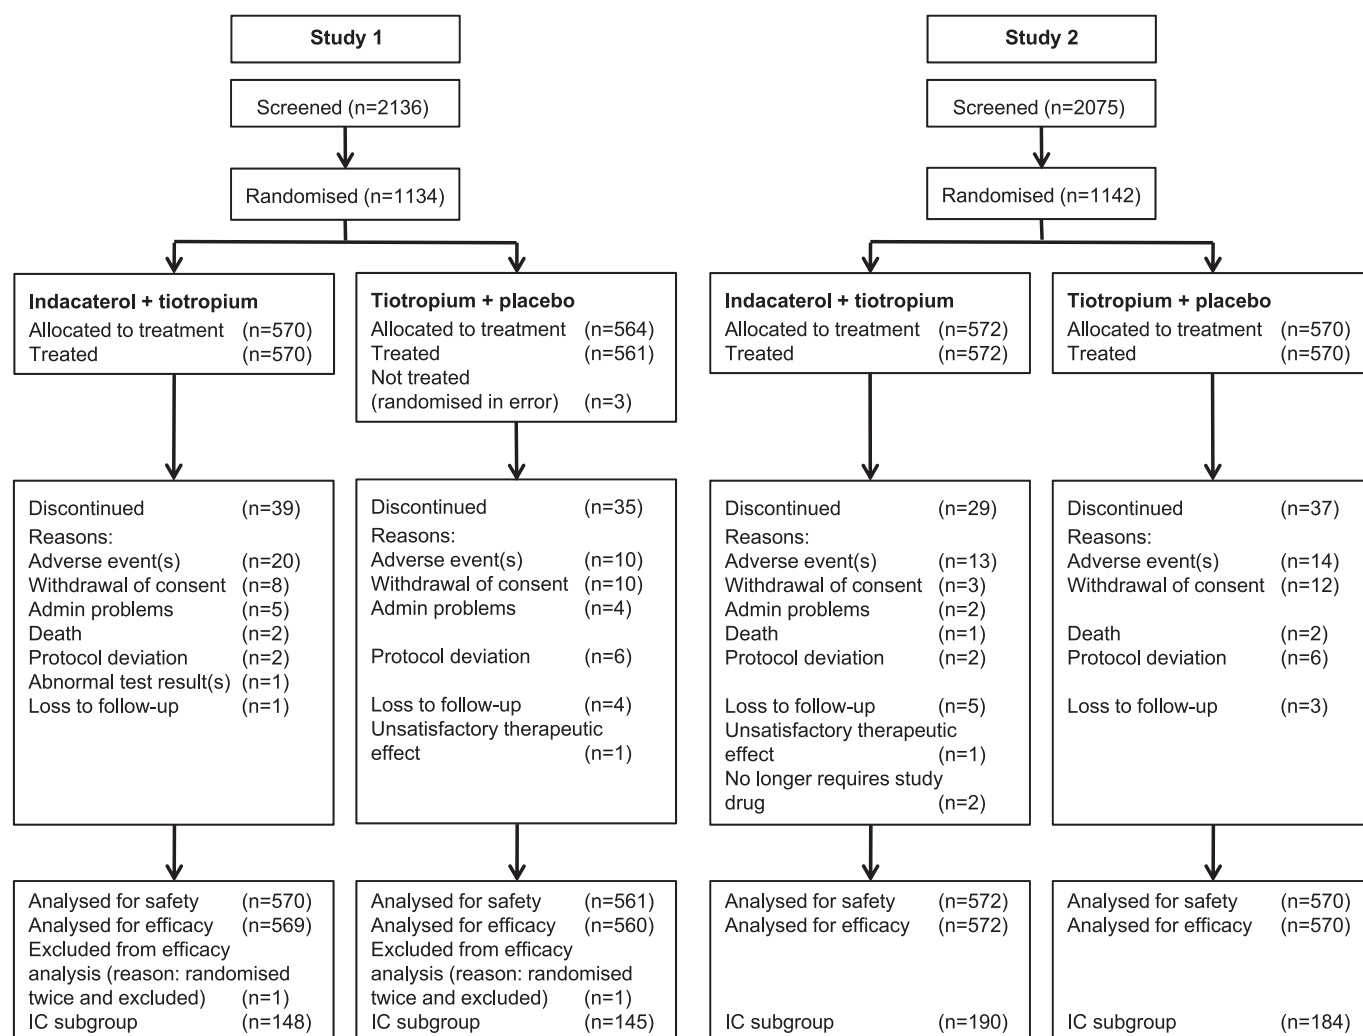 Study 1
Screened (n=2136)
Randomised (n=1134)
Indacaterol + tiotropium
Allocated to treatment (n=570)
Treated (n=570)
Tiotropium + placebo
Allocated to treatment (n=564)
Treated (n=561)
Not treated
(randomised in error) (n=3)
Discontinued (n=39)
Reasons:
Adverse event(s) (n=20)
Withdrawal of consent (n=8)
Admin problems (n=5)
Death (n=2)
Protocol deviation (n=2)
Abnormal test result(s) (n=1)
Loss to follow-up (n=1)
Discontinued (n=35)
Reasons:
Adverse event(s) (n=10)
Withdrawal of consent (n=10)
Admin problems (n=4)
Protocol deviation (n=6)
Loss to follow-up (n=4)
Unsatisfactory therapeutic
effect (n=1)
Analysed for safety (n=570)
Analysed for efficacy (n=569)
Excluded from efficacy
analysis (reason: randomised
twice and excluded) (n=1)
IC subgroup (n=148)
Analysed for safety (n=561)
Analysed for efficacy (n=560)
Excluded from efficacy
analysis (reason: randomised
twice and excluded) (n=1)
IC subgroup (n=145)
Study 2
Screened (n=2075)
Randomised (n=1142)
Indacaterol + tiotropium
Allocated to treatment (n=572)
Treated (n=572)
Tiotropium + placebo
Allocated to treatment (n=570)
Treated (n=570)
Discontinued (n=29)
Reasons:
Adverse event(s) (n=13)
Withdrawal of consent (n=3)
Admin problems (n=2)
Death (n=1)
Protocol deviation (n=2)
Loss to follow-up (n=5)
Unsatisfactory therapeutic
effect (n=1)
No longer requires study
drug (n=2)
Discontinued (n=37)
Reasons:
Adverse event(s) (n=14)
Withdrawal of consent (n=12)
Death (n=2)
Protocol deviation (n=6)
Loss to follow-up (n=3)
Analysed for safety (n=572)
Analysed for efficacy (n=572)
IC subgroup (n=190)
Analysed for safety (n=570)
Analysed for efficacy (n=570)
IC subgroup (n=184)